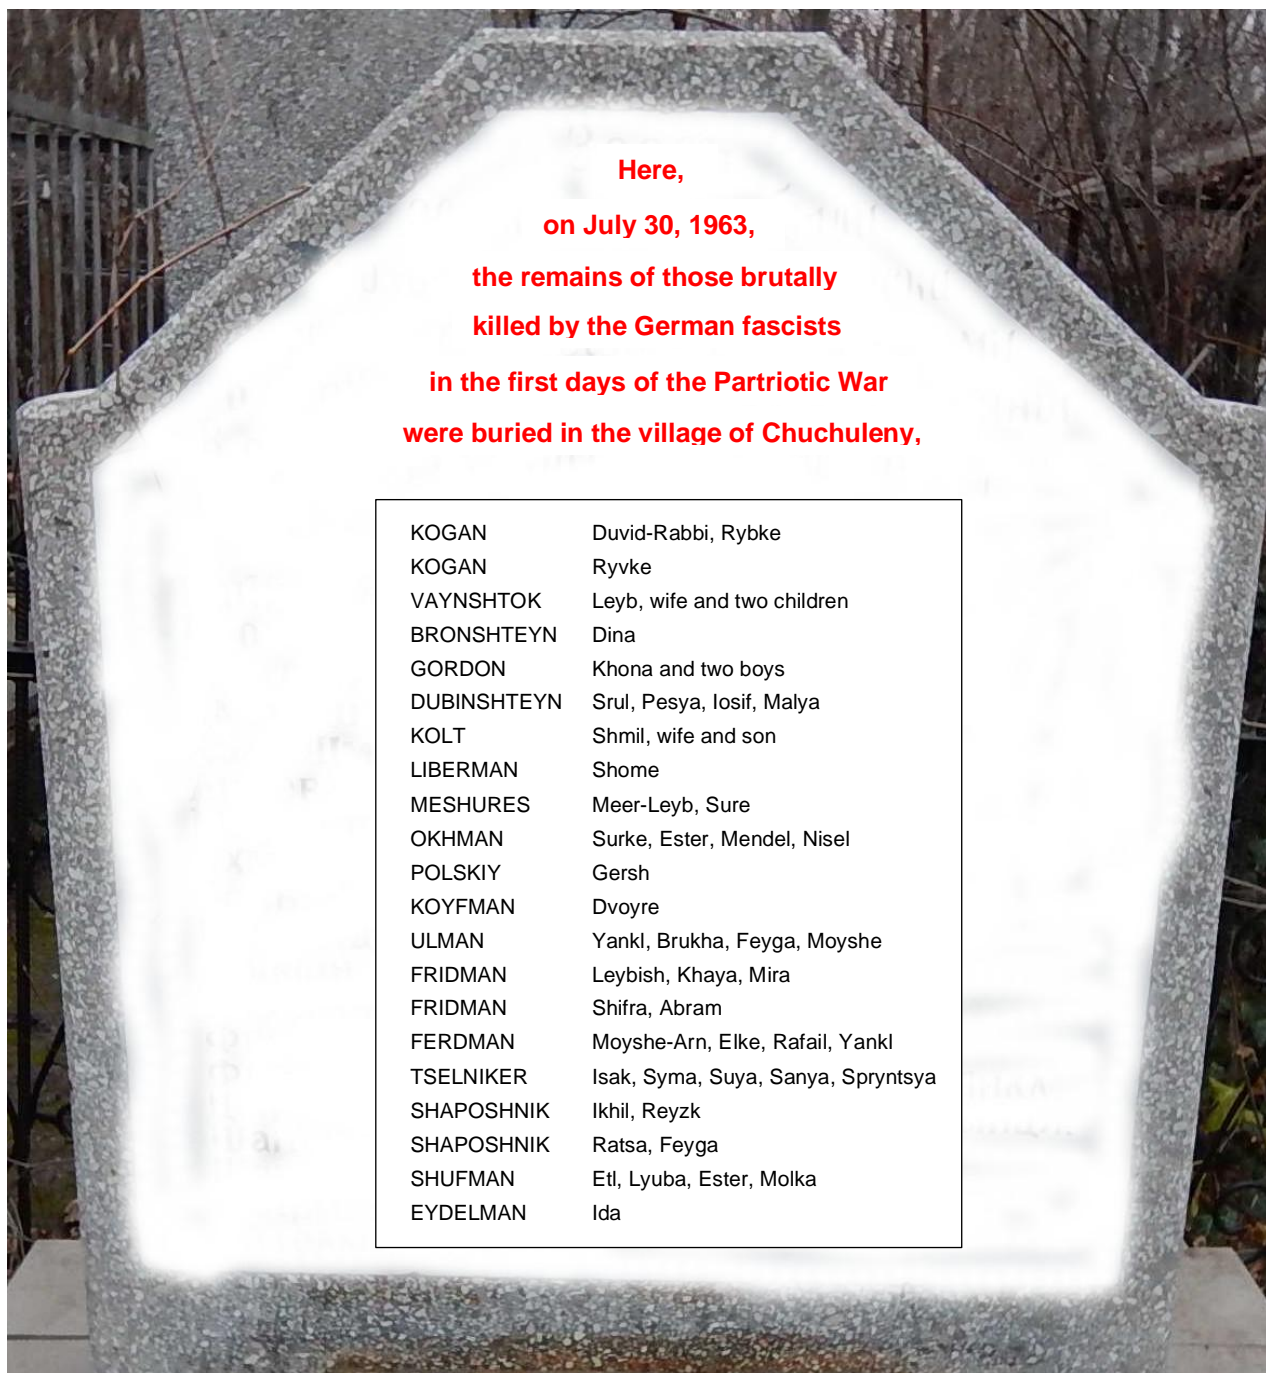 Here,
on July 30, 1963,
the remains of those brutally
killed by the German fascists
in the first days of the Partriotic War
were buried in the village of Chuchuleny,
KOGAN Duvid-Rabbi, Rybke
KOGAN Ryvke
VAYNSHTOK Leyb, wife and two children
BRONSHTEYN Dina
GORDON Khona and two boys
DUBINSHTEYN Srul, Pesya, Iosif, Malya
KOLT Shmil, wife and son
LIBERMAN Shome
MESHURES Meer-Leyb, Sure
OKHMAN Surke, Ester, Mendel, Nisel
POLSKIY Gersh
KOYFMAN Dvoyre
ULMAN Yankl, Brukha, Feyga, Moyshe
FRIDMAN Leybish, Khaya, Mira
FRIDMAN Shifra, Abram
FERDMAN Moyshe-Arn, Elke, Rafail, Yankl
TSELNIKER Isak, Syma, Suya, Sanya, Spryntsya
SHAPOSHNIK Ikhil, Reyzk
SHAPOSHNIK Ratsa, Feyga
SHUFMAN Etl, Lyuba, Ester, Molka
EYDELMAN Ida